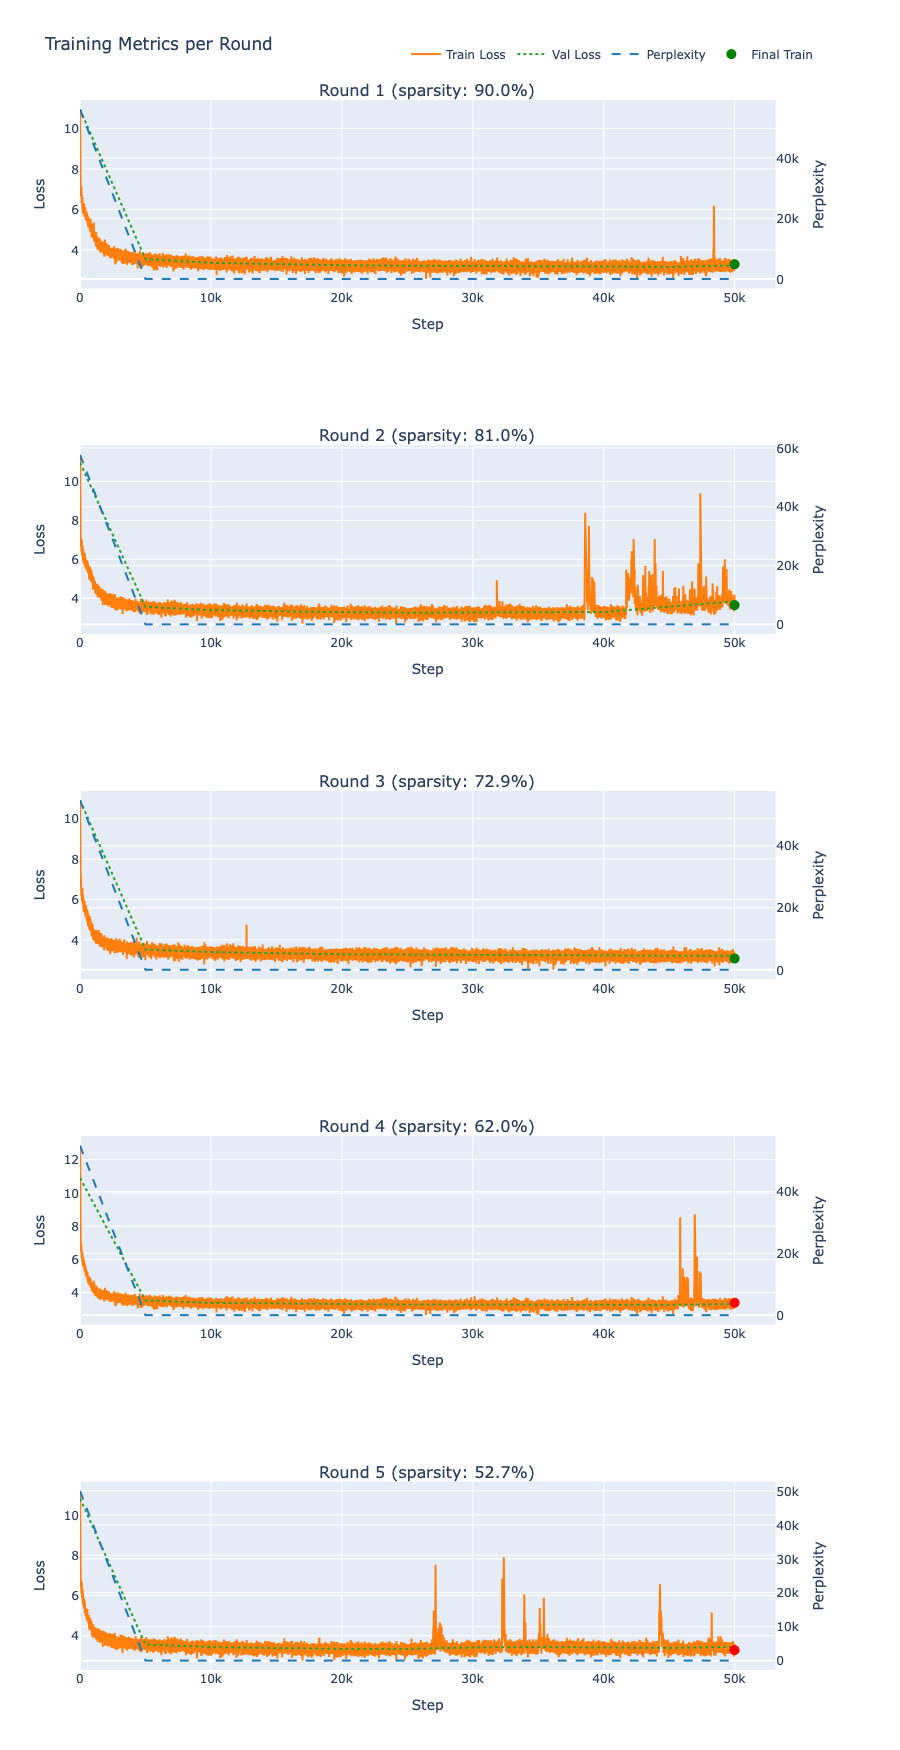 Training Metrics per Round
Train Loss
Val Loss
Perplexity
Final Train
Round 1 (sparsity: 90.0%)
10
8
6
4
Loss
40k
20k
0
Perplexity
0
10k
20k
30k
40k
50k
Step
Round 2 (sparsity: 81.0%)
10
8
6
4
Loss
60k
40k
20k
0
Perplexity
0
10k
20k
30k
40k
50k
Step
Round 3 (sparsity: 72.9%)
10
8
6
4
Loss
40k
20k
0
Perplexity
0
10k
20k
30k
40k
50k
Step
Round 4 (sparsity: 62.0%)
12
10
8
6
4
Loss
40k
20k
0
Perplexity
0
10k
20k
30k
40k
50k
Step
Round 5 (sparsity: 52.7%)
10
8
6
4
Loss
50k
40k
30k
20k
10k
0
Perplexity
0
10k
20k
30k
40k
50k
Step